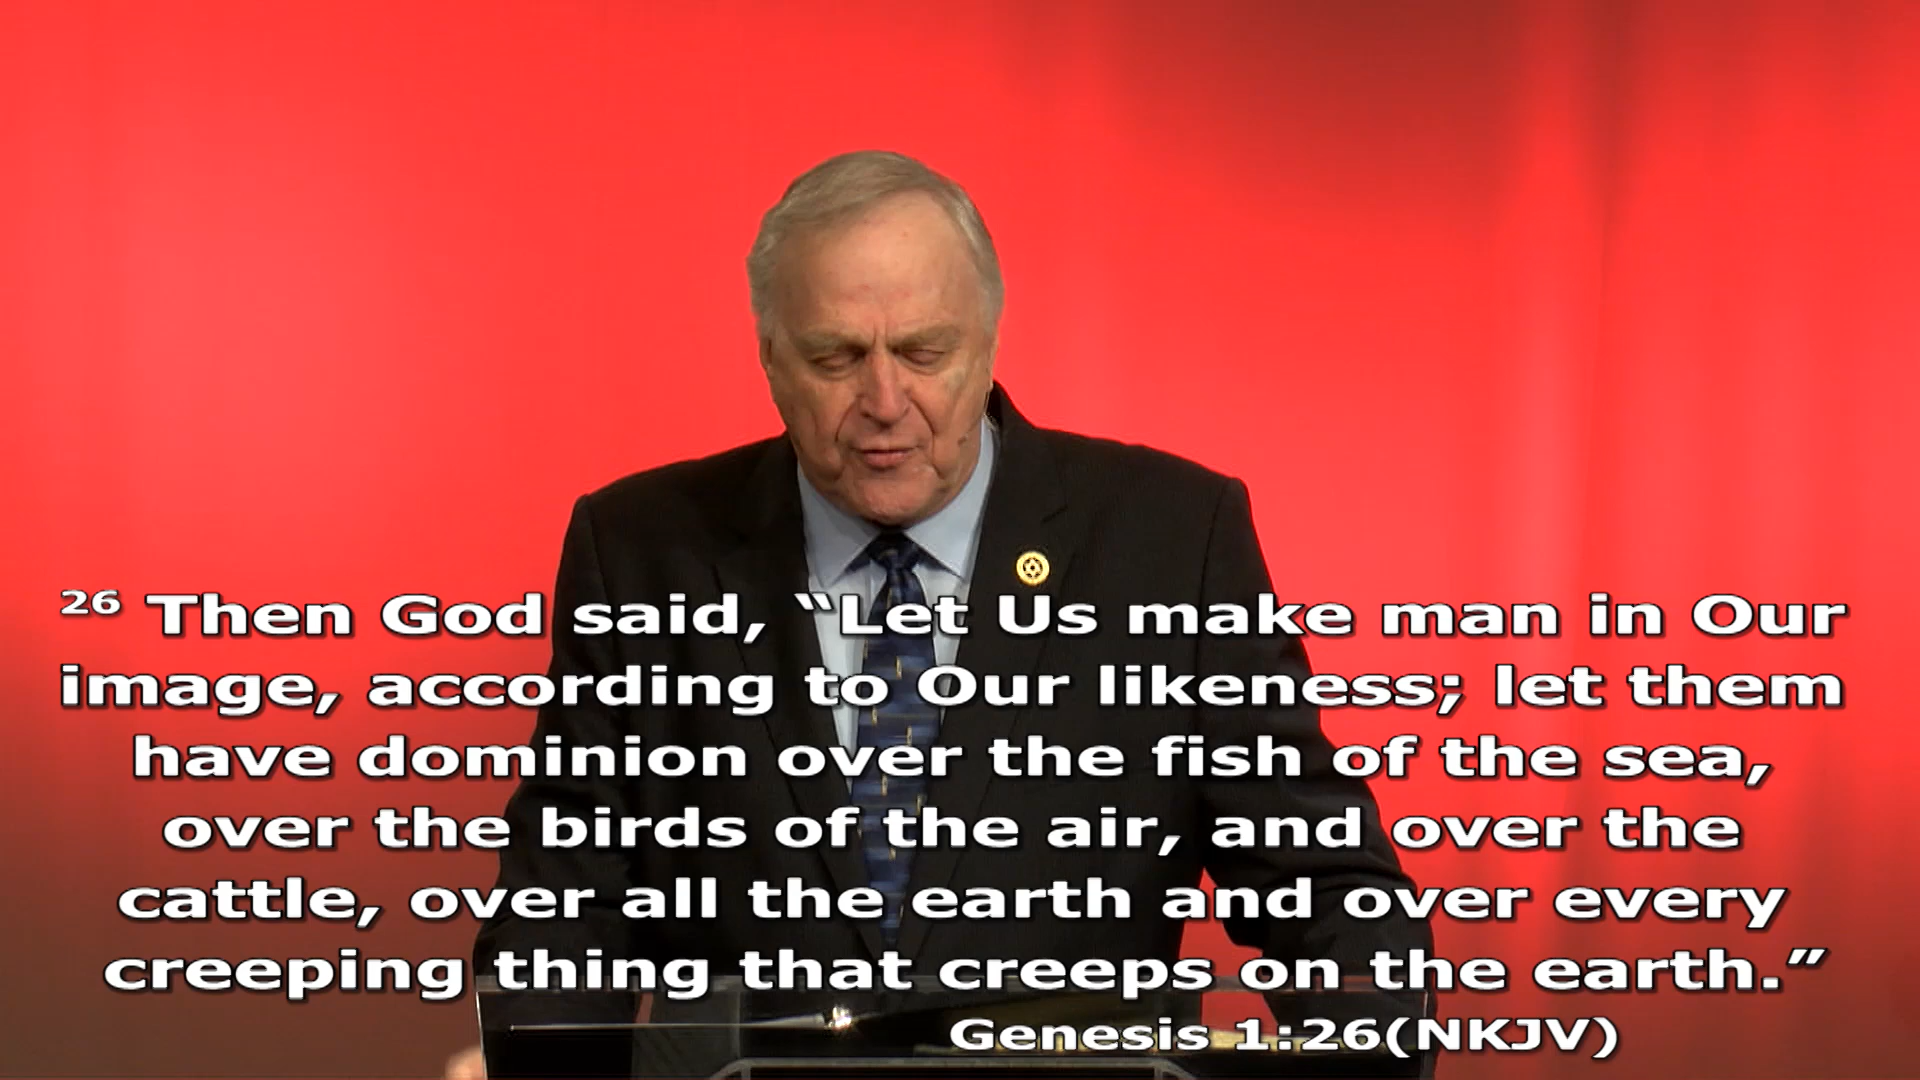 26 Then God said, “Let Us make man in Our
image, according to Our likeness; let them
have dominion over the fish of the sea,
over the birds of the air, and over the
cattle, over all the earth and over every
creeping thing that creeps on the earth.”
Genesis 1:26(NKJV)